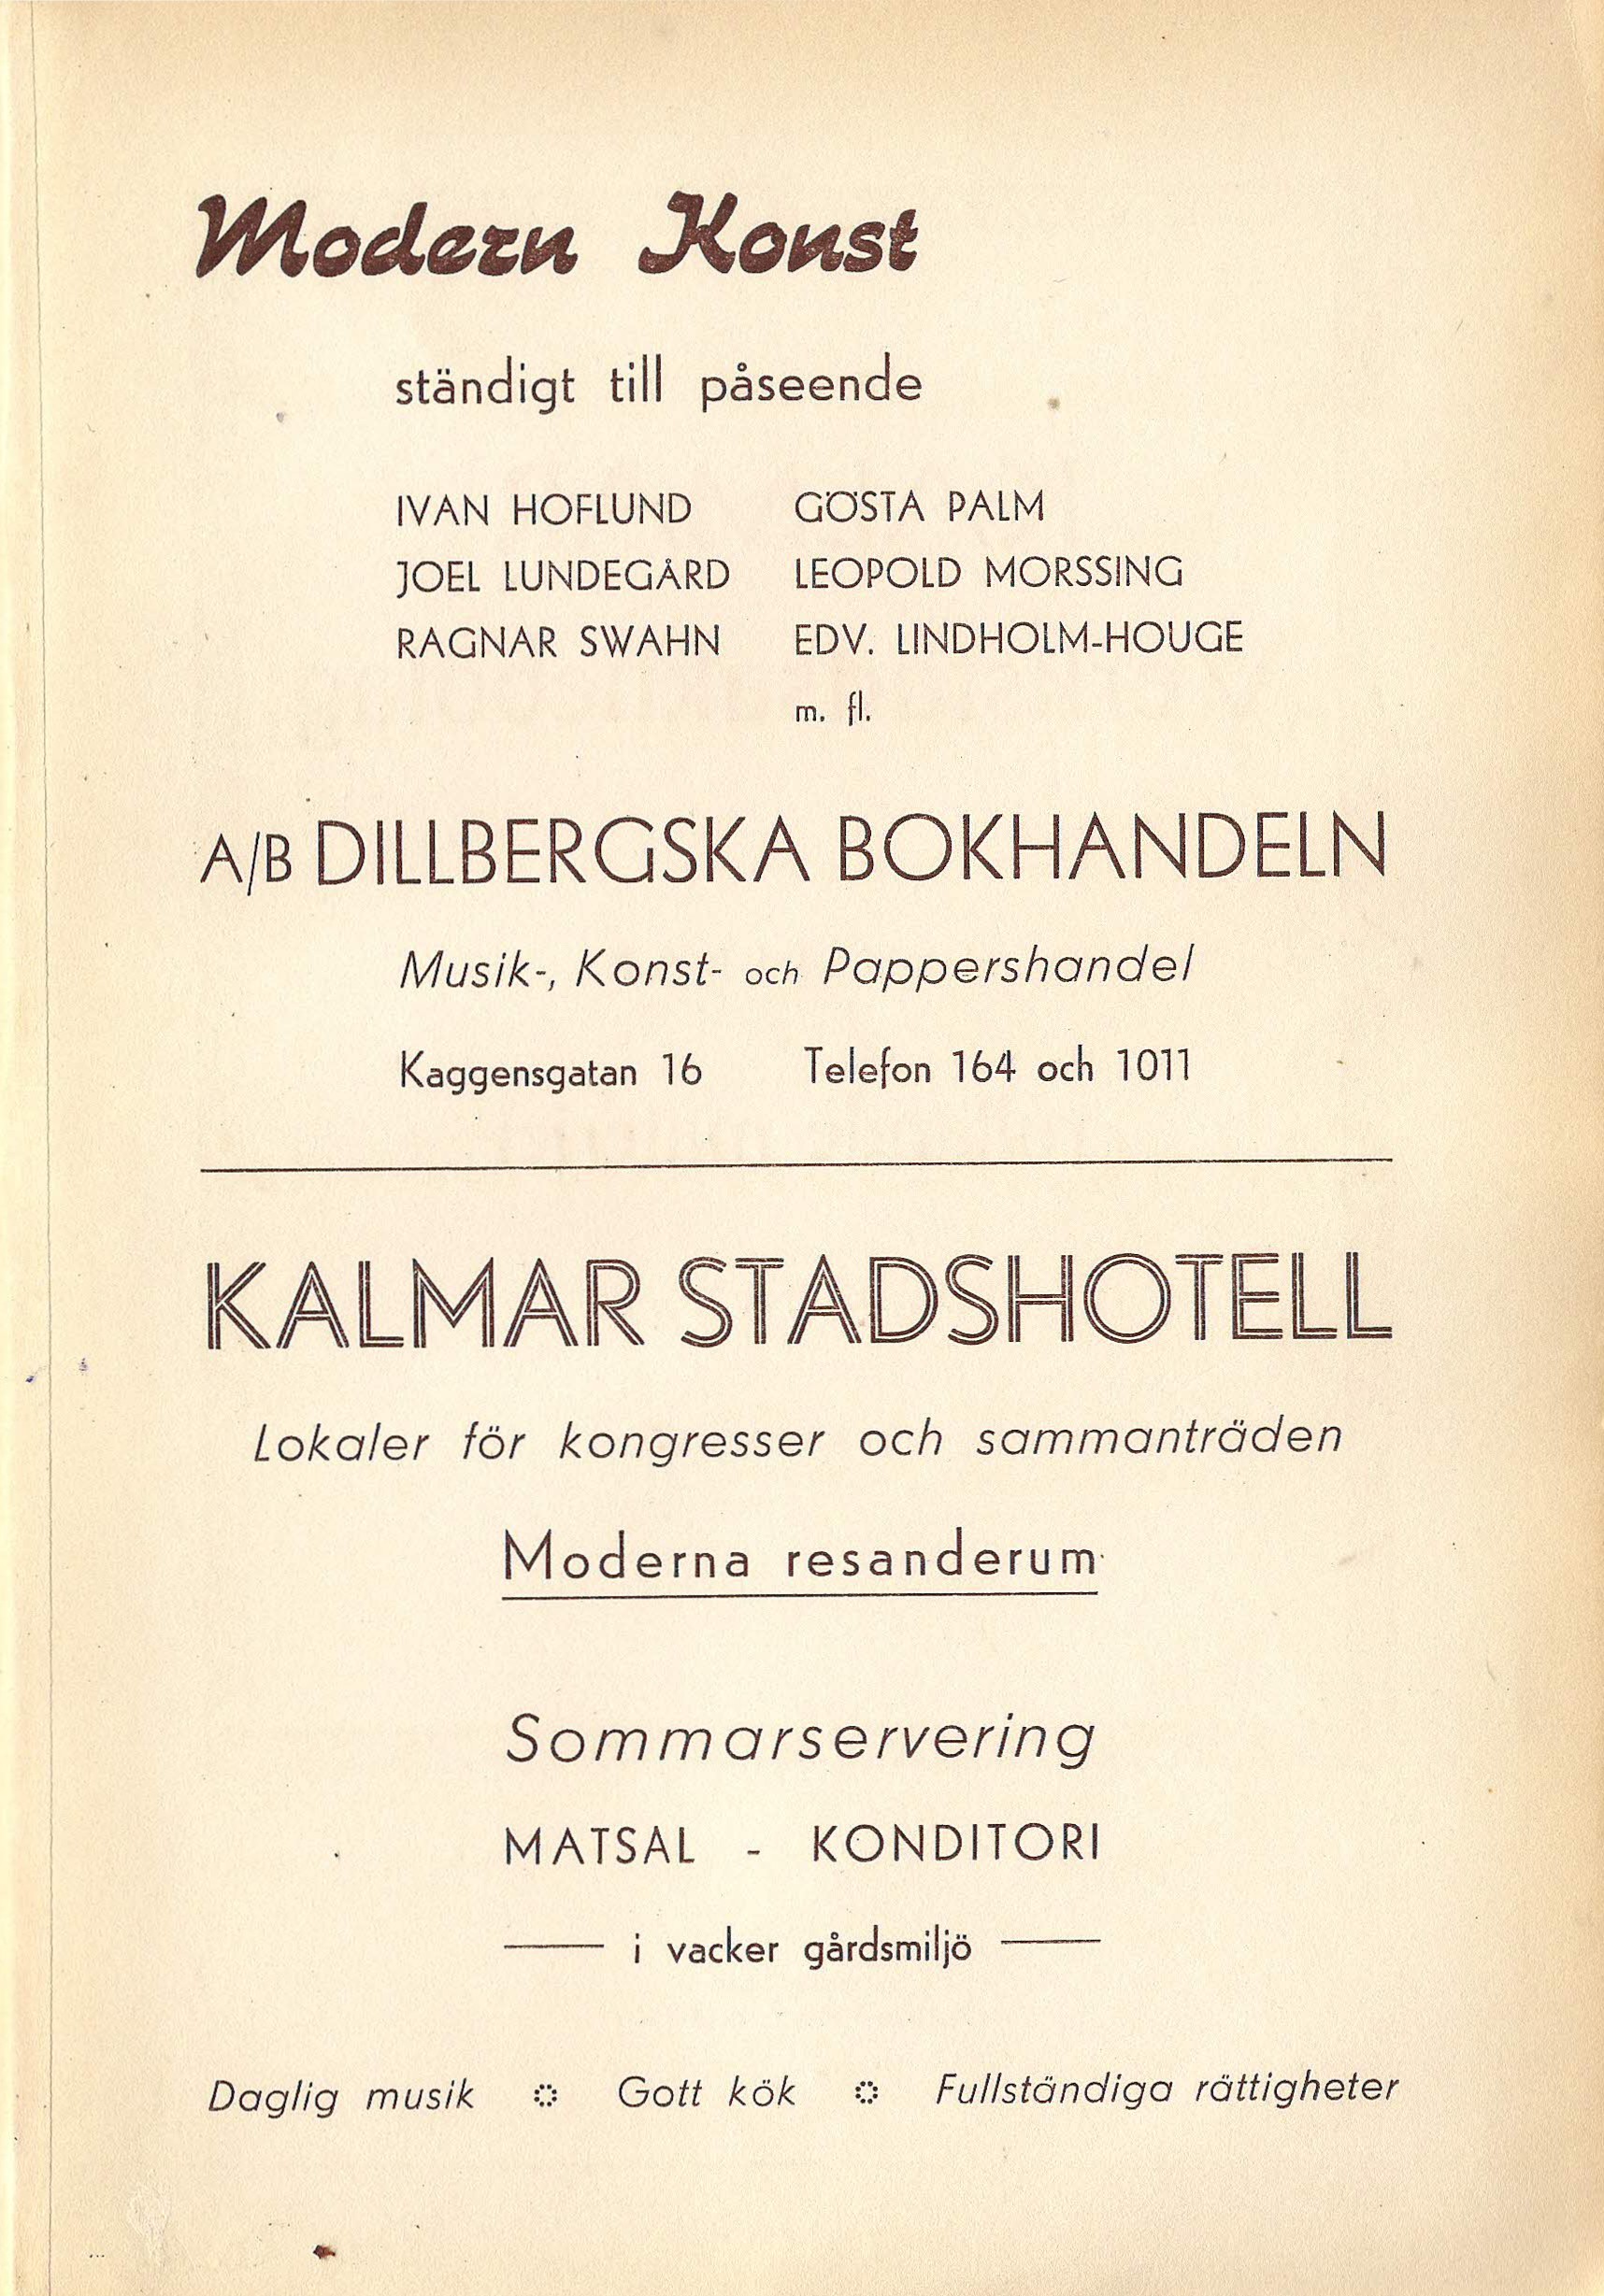 Modern Konst
ständigt till påseende
IVAN HOFLUND GÖSTA PALM
JOEL LUNDEGÅRD LEOPOLD MORSSING
RAGNAR SWAHN EDV. LINDHOLM-HOUGE
m. fl.
A/B DILLBERGSKA BOKHANDELN
Musik-, Konst- och Pappershandel
Kaggensgatan 16 Telefon 164 och 1011
KALMAR STADSHOTELL
Lokaler för kongresser och sammanträden
Moderna resanderum
Sommarservering
MATSAL - KONDITORI
i vacker gårdsmiljö
Daglig musik Gott kök Fullständiga rättigheter